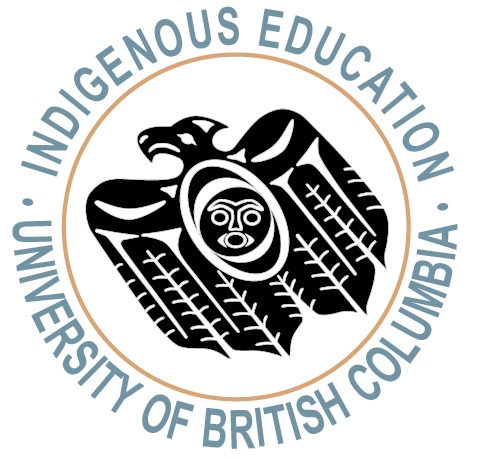 INDIGENOUS EDUCATION
UNIVERSITY OF BRITISH COLUMBIA